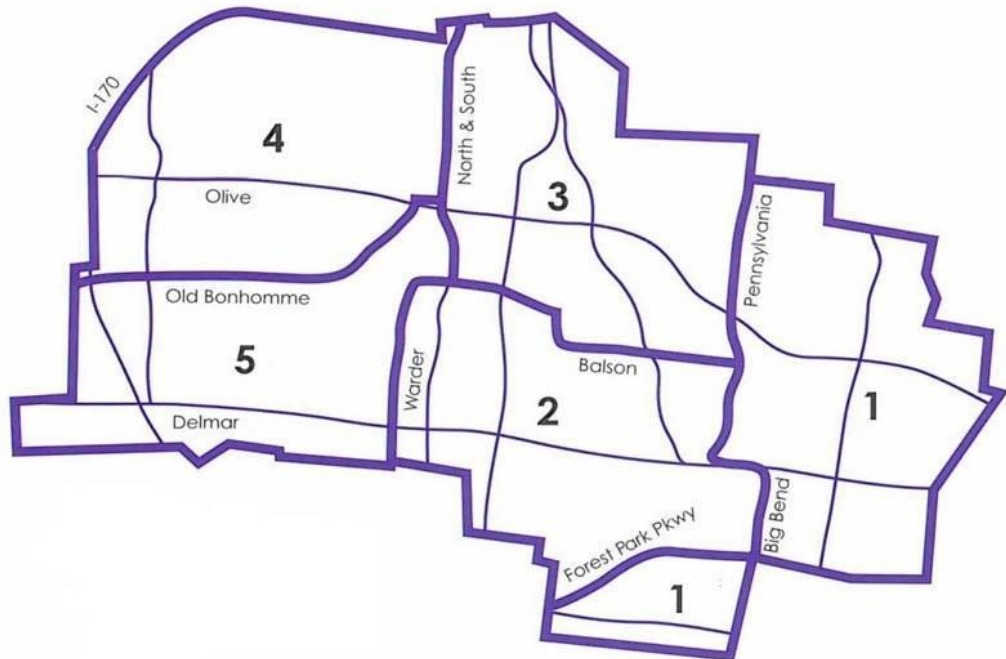 I-170
North & South
4
3
Olive
Pennsylvania
Old Bonhomme
5
Warder
Balson
2
1
Delmar
Big Bend
Forest Park Pkwy
1